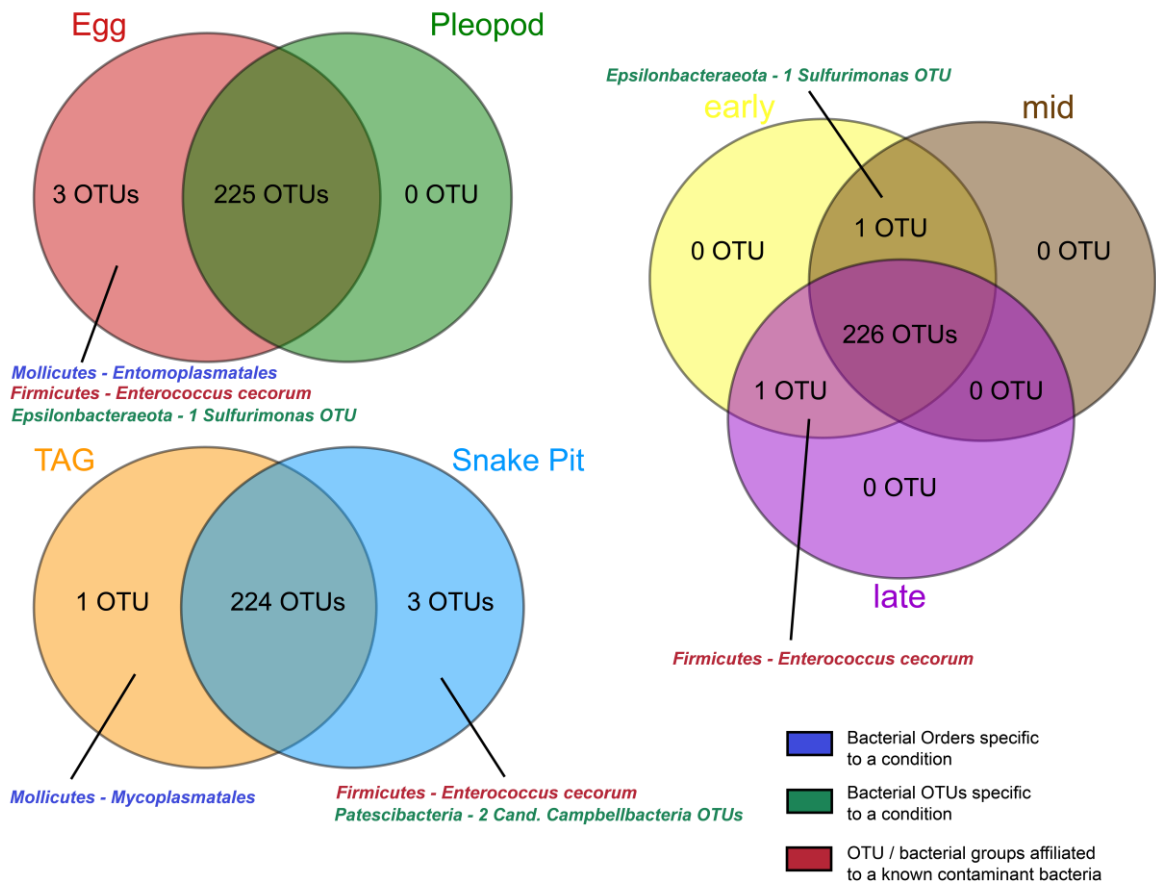 Egg
Pleopod
3 OTUs
225 OTUs
0 OTU
Mollicutes - Entomoplasmatales
Firmicutes - Enterococcus cecorum
Epsilonbacteraeota - 1 Sulfurimonas OTU
TAG
Snake Pit
1 OTU
224 OTUs
3 OTUs
Mollicutes - Mycoplasmatales
Firmicutes - Enterococcus cecorum
Patescibacteria - 2 Cand. Campbellbacteria OTUs
Epsilonbacteraeota - 1 Sulfurimonas OTU
early
mid
1 OTU
0 OTU
0 OTU
226 OTUs
1 OTU
0 OTU
0 OTU
late
Firmicutes - Enterococcus cecorum
Bacterial Orders specific
to a condition
Bacterial OTUs specific
to a condition
OTU / bacterial groups affiliated
to a known contaminant bacteria